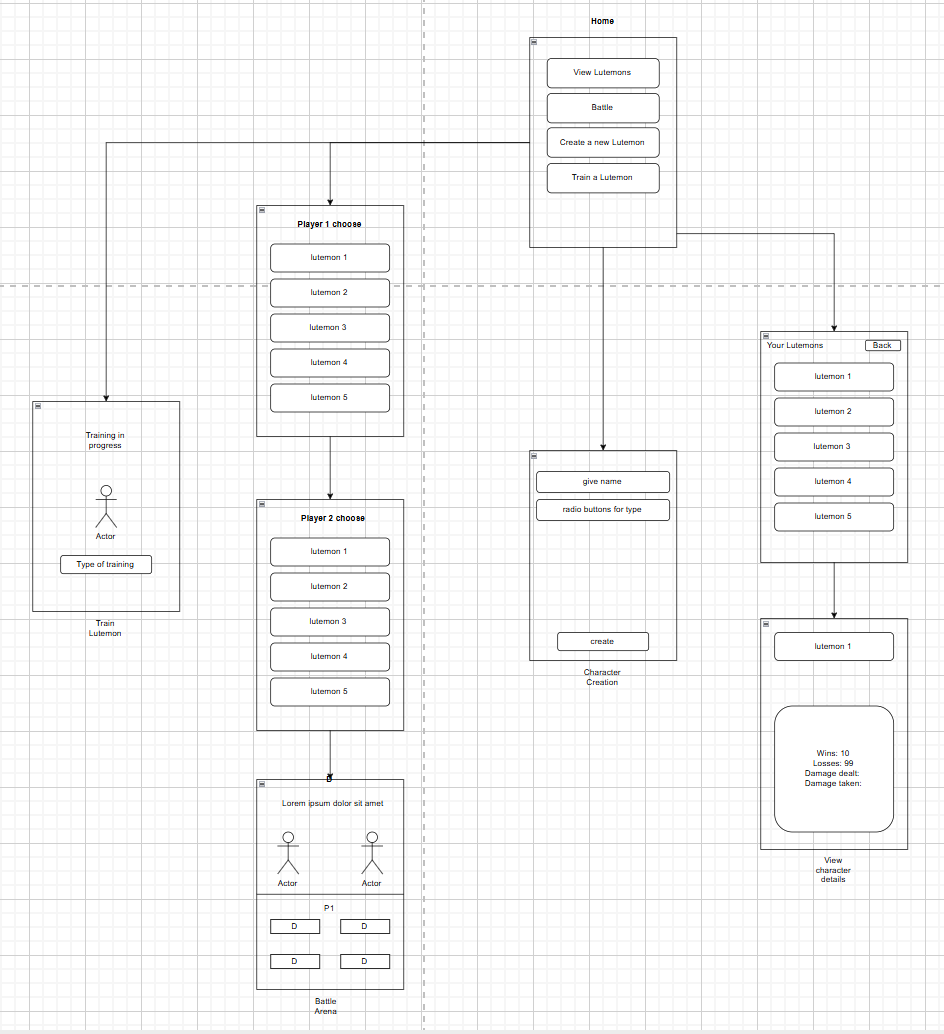 Home
View Lutemons
Battle
Create a new Lutemon
Train a Lutemon
Player 1 choose
lutemon 1
lutemon 2
lutemon 3
lutemon 4
lutemon 5
Your Lutemons
Back
lutemon 1
lutemon 2
lutemon 3
lutemon 4
lutemon 5
Training in
progress
Actor
Type of training
Train
Lutemon
Player 2 choose
lutemon 1
lutemon 2
lutemon 3
lutemon 4
lutemon 5
give name
radio buttons for type
create
Character
Creation
lutemon 1
Wins: 10
Losses: 99
Damage dealt:
Damage taken:
View
character
details
D
Lorem ipsum dolor sit amet
Actor
Actor
P1
D
D
D
D
Battle
Arena